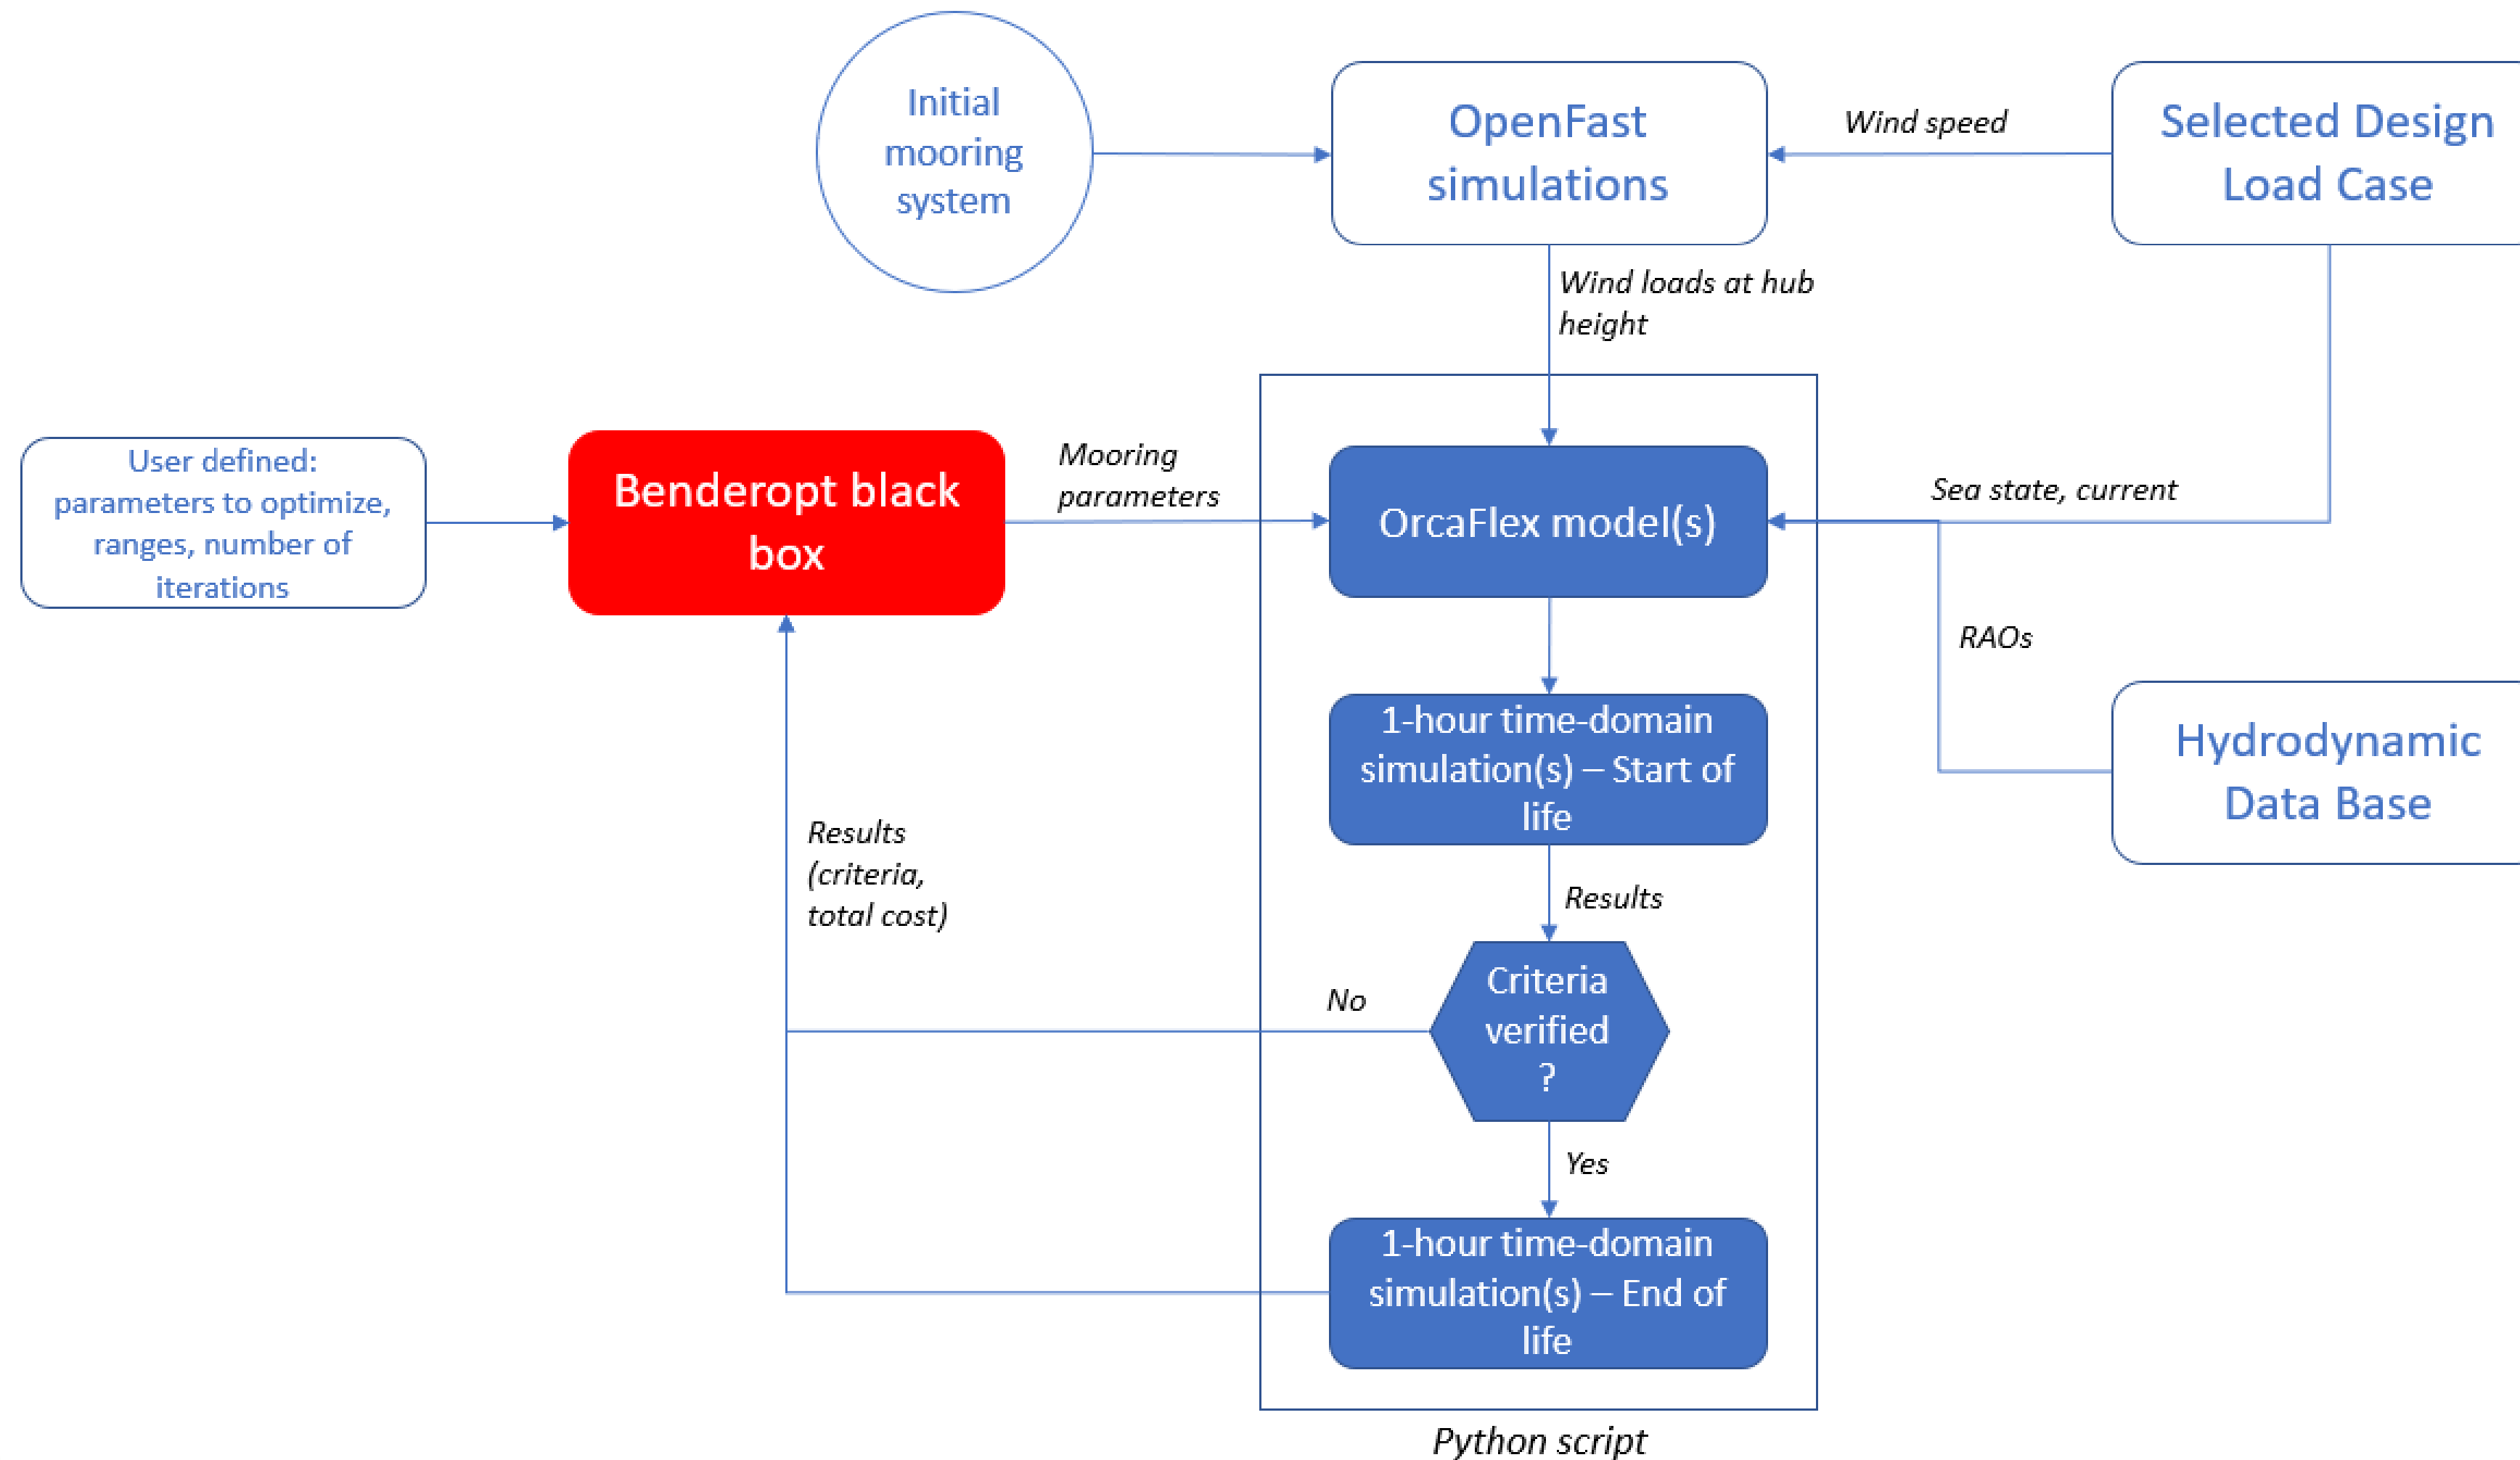 Initial
mooring
system
OpenFast
simulations
Wind speed
Selected Design
Load Case
Wind loads at hub
height
User defined:
parameters to optimize,
ranges, number of
iterations
Benderopt black
box
Mooring
parameters
OrcaFlex model(s)
Sea state, current
RAOs
Hydrodynamic
Data Base
1-hour time-domain
simulation(s) – Start of
life
Results
(criteria,
total cost)
Results
Criteria
verified
?
No
Yes
1-hour time-domain
simulation(s) – End of
life
Python script